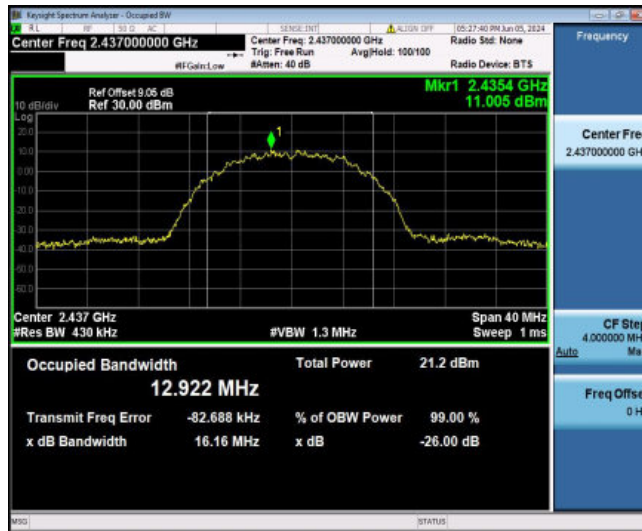 Keysight Spectrum Analyzer - Occupied BW
RL RF 50 Ω AC SENSE:INT ALIGN OFF 05:27:40 PM Jun 05, 2024
Center Freq 2.437000000 GHz
Center Freq: 2.437000000 GHz
Radio Std: None
Trig: Free Run Avg|Hold: 100/100
#IFGain:Low #Atten: 40 dB Radio Device: BTS
Frequency
Ref Offset 9.05 dB
Mkr1 2.4354 GHz
10 dB/div Ref 30.00 dBm
11.005 dBm
Log
20.0
1
10.0
0.00
-10.0
-20.0
-30.0
-40.0
-50.0
-60.0
Center Fre
2.437000000 GH
Center 2.437 GHz Span 40 MHz
#Res BW 430 kHz #VBW 1.3 MHz Sweep 1 ms
CF Step
4.000000 MH
Auto Ma
Occupied Bandwidth Total Power 21.2 dBm
12.922 MHz
Transmit Freq Error -82.688 kHz % of OBW Power 99.00 %
x dB Bandwidth 16.16 MHz x dB -26.00 dB
Freq Offse
0 H
MSG STATUS